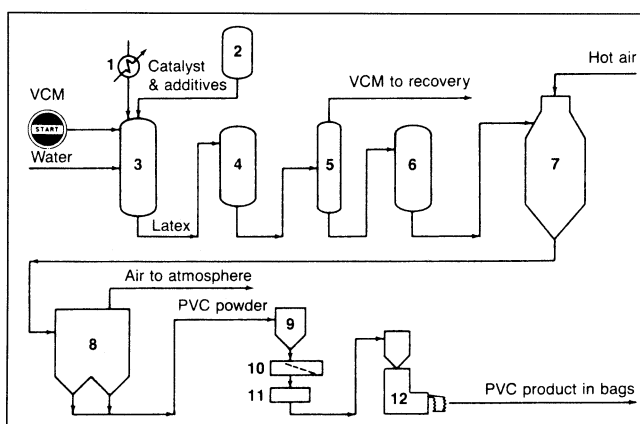 1
2
Hot air
Catalyst
& additives
VCM to recovery
VCM
START
Water
3
4
5
6
7
Latex
Air to atmosphere
PVC powder
8
9
10
11
12
PVC product in bags